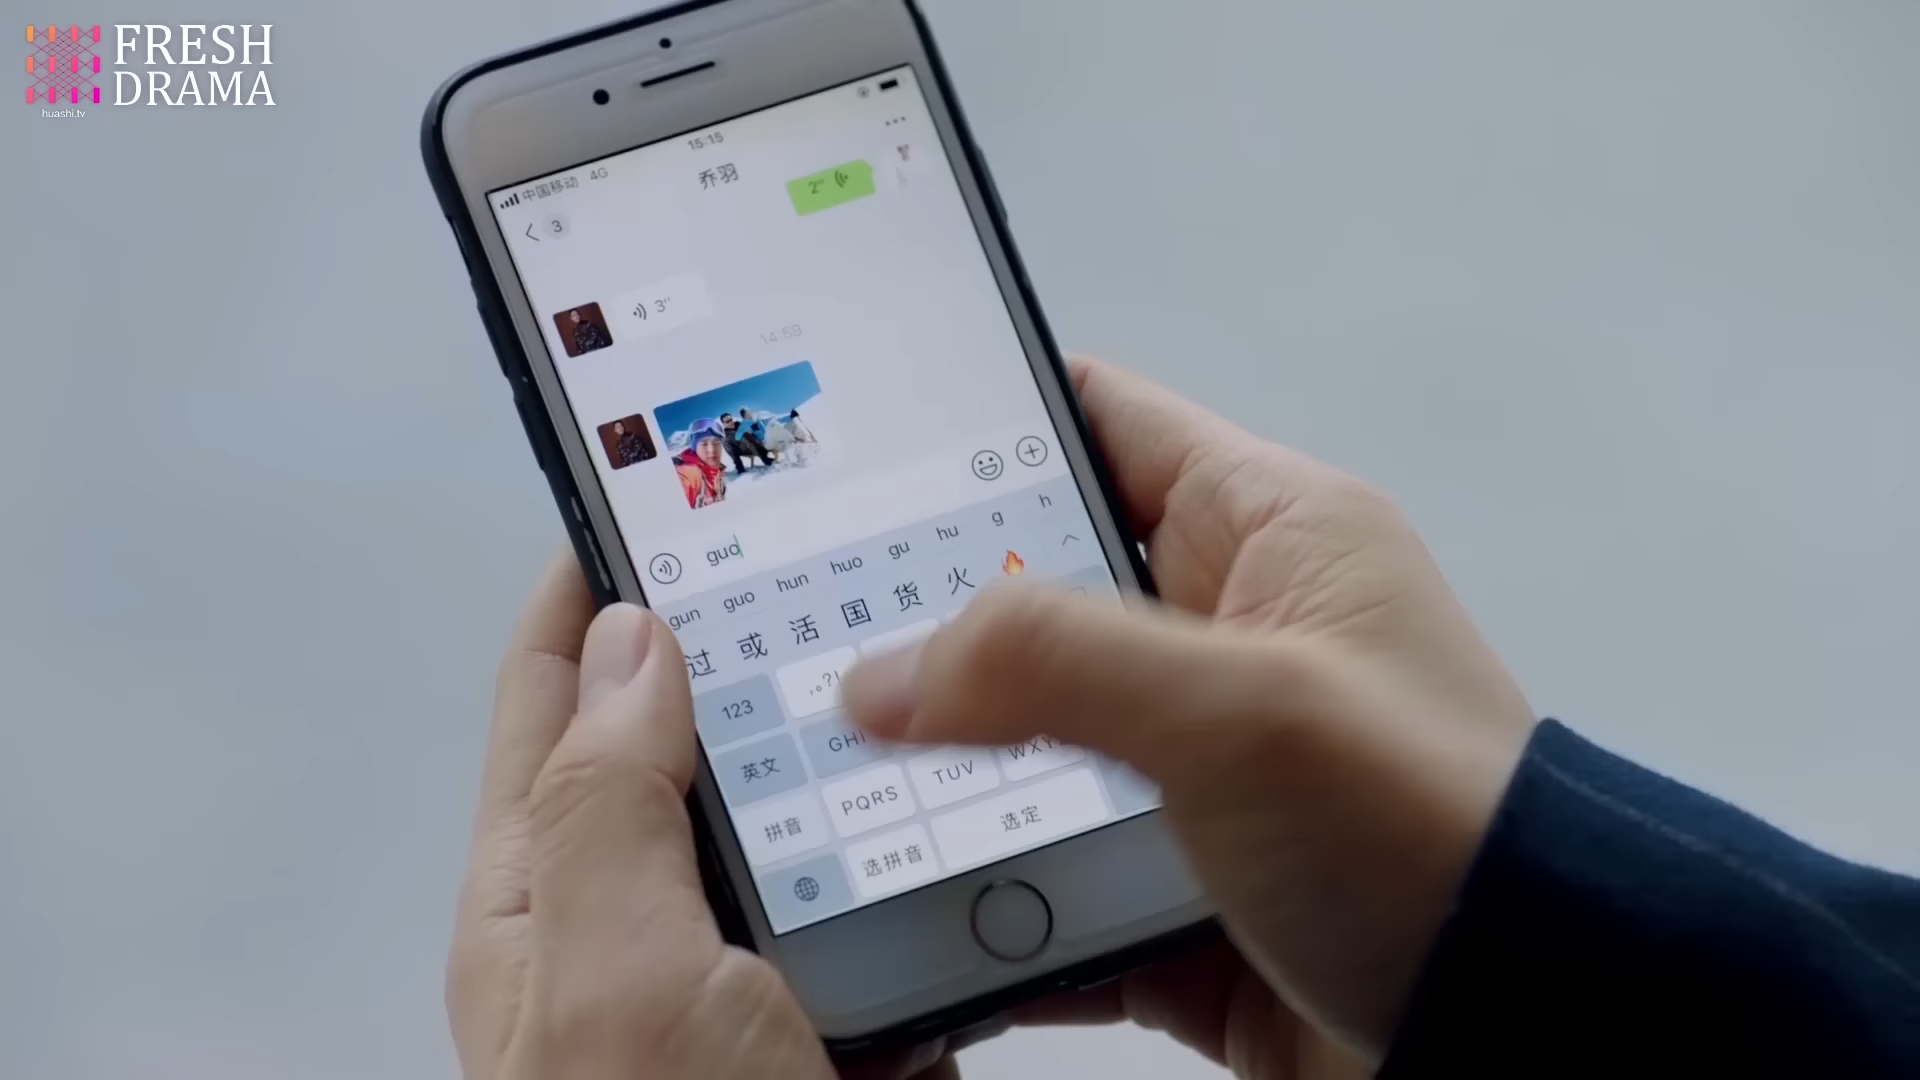 FRESH
DRAMA
huashi.tv
中国移动 4G
15:15
3
乔羽
2"
3"
14:59
guo
gun guo hun huo gu hu g h
过 或 活 国 货 火
123
,。?!
英文
GHI
WXYZ
拼音
PQRS
TUV
选拼音
选定